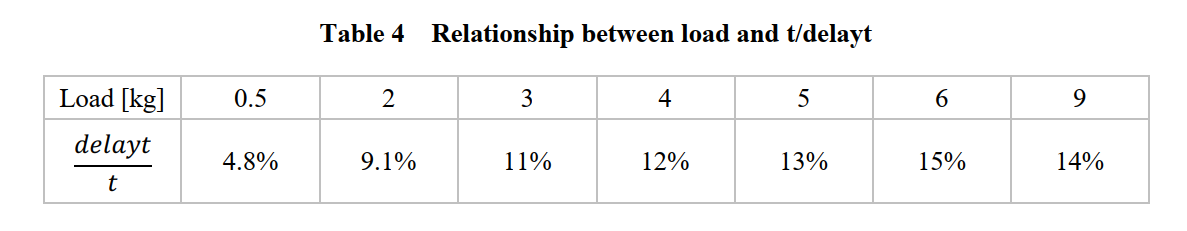 Table 4 Relationship between load and t/delayt
Load [kg] 0.5 2 3 4 5 6 9
delayt
t
4.8% 9.1% 11% 12% 13% 15% 14%